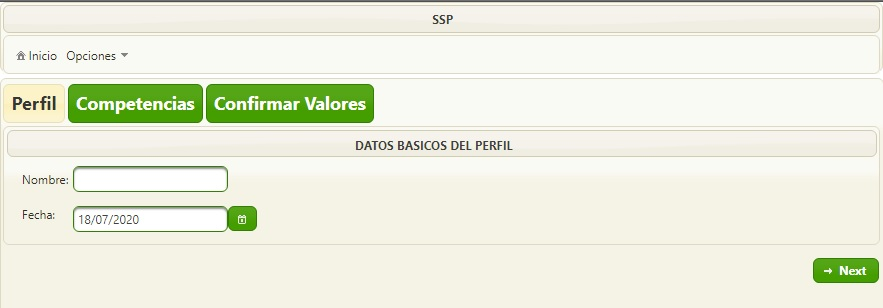 SSP
Inicio Opciones
Perfil Competencias Confirmar Valores
DATOS BASICOS DEL PERFIL
Nombre:
Fecha: 18/07/2020
Next